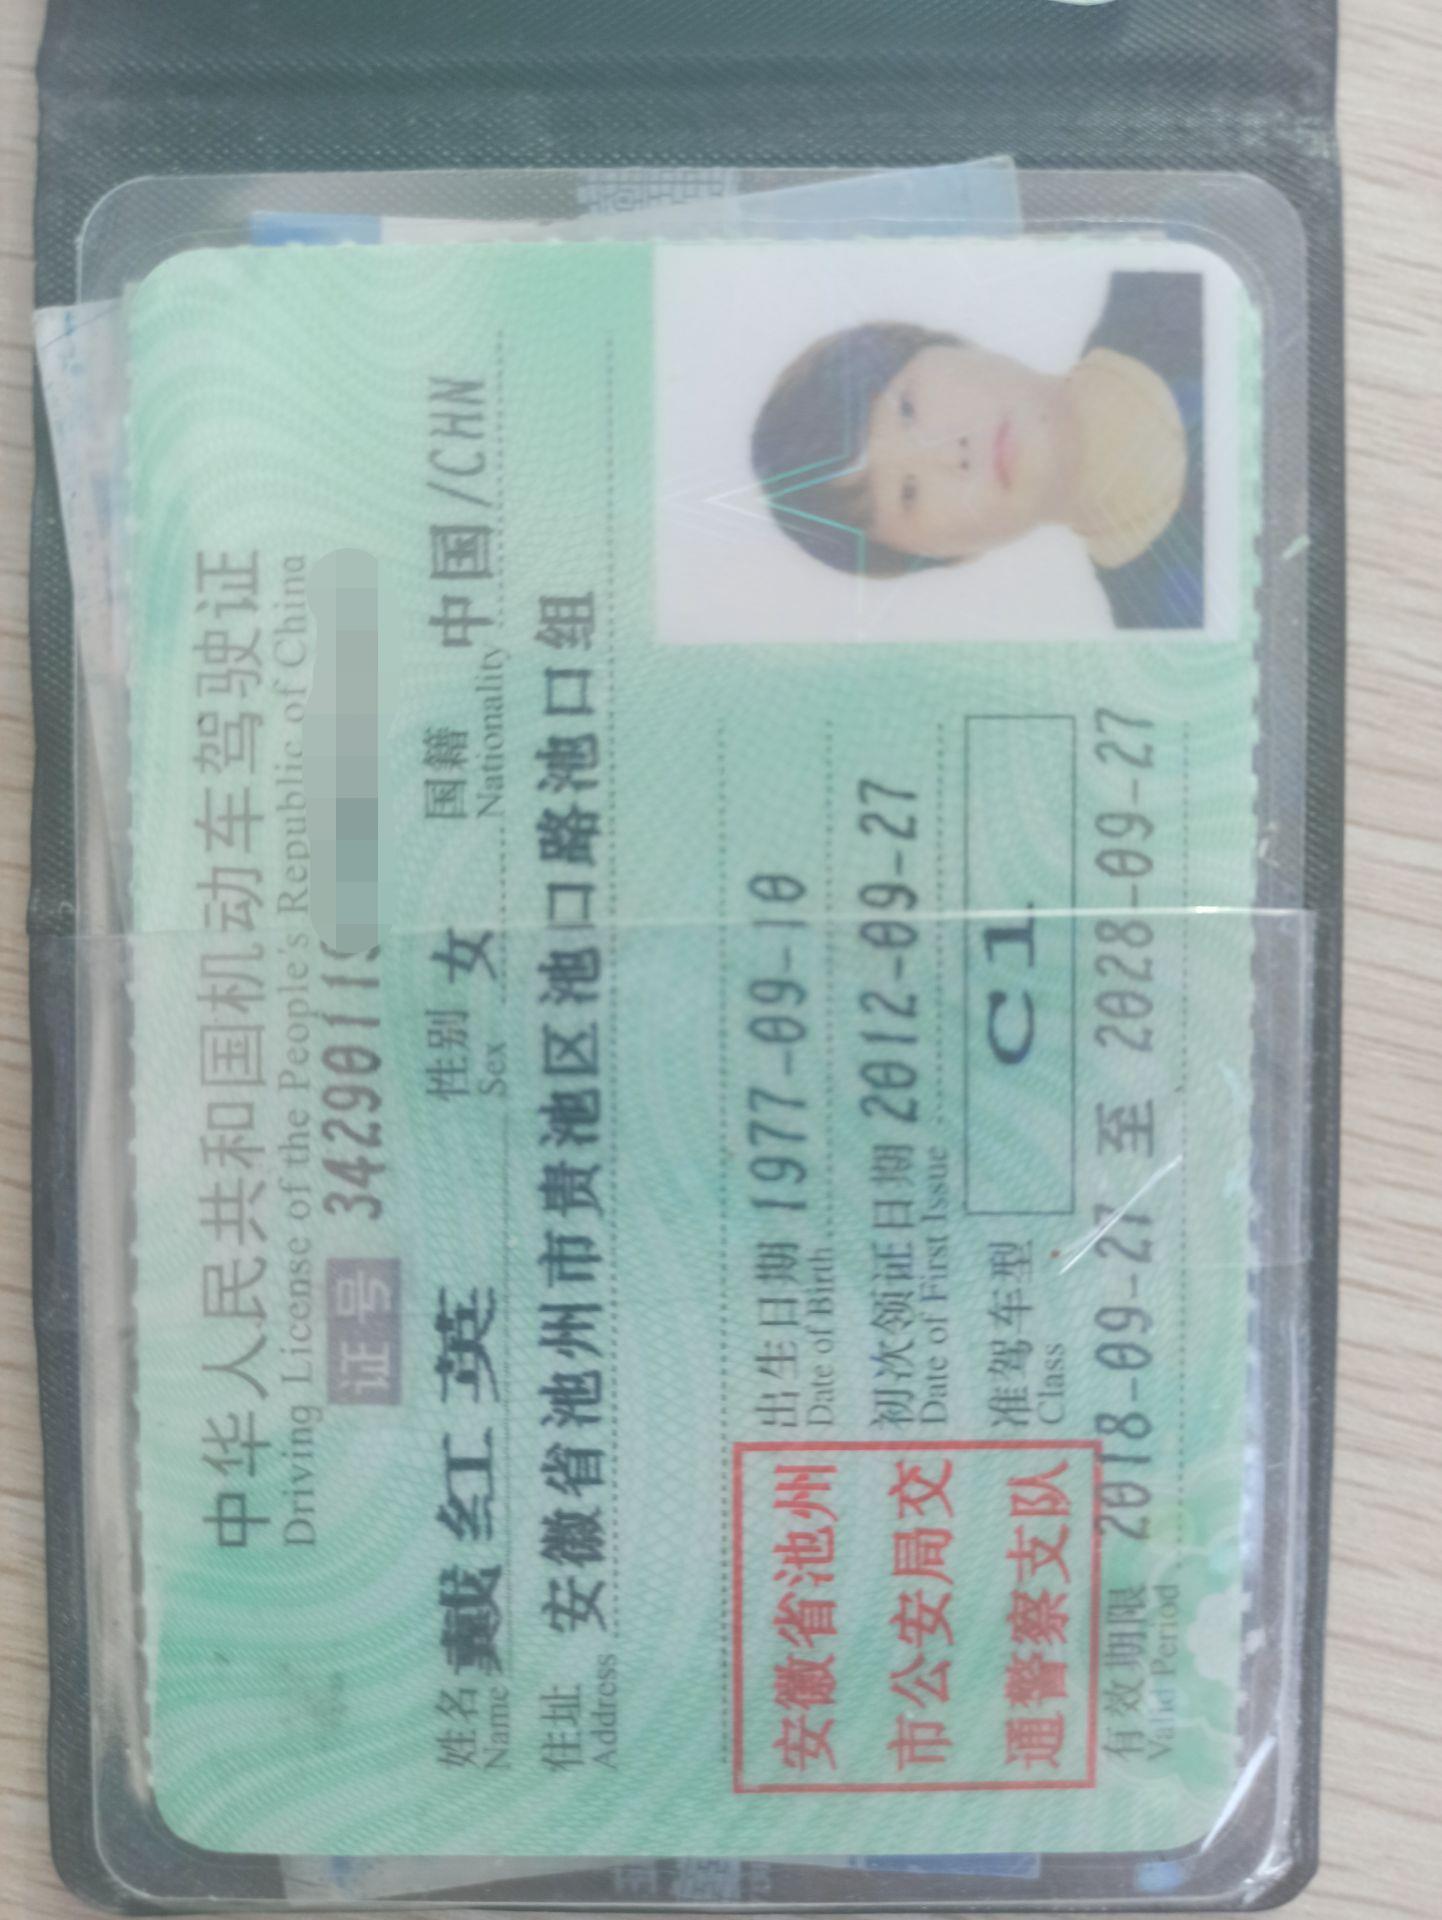 中华人民共和国机动车驾驶证
Driving License of the People's Republic of China
证号 34290119
姓名 戴红英 性别 女 国籍 中国/CHN
Name Sex Nationality
住址 安徽省池州市贵池区池口路池口组
Address
出生日期 1977-09-10
Date of Birth
初次领证日期 2012-09-27
Date of First Issue
准驾车型 C1
Class
安徽省池州
市公安局交
通警察支队
有效期限 2018-09-27 至 2028-09-27
Valid Period